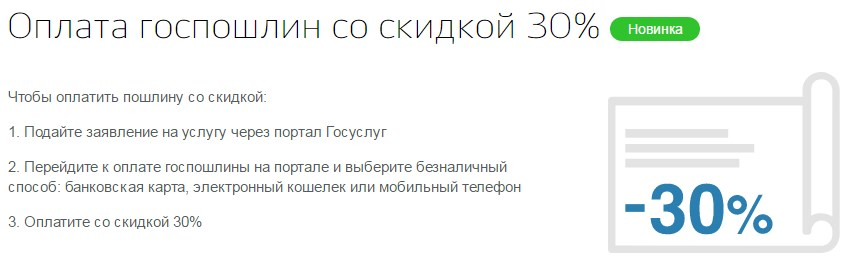 Оплата госпошлин со скидкой 30% Новинка
Чтобы оплатить пошлину со скидкой:
1. Подайте заявление на услугу через портал Госуслуг
2. Перейдите к оплате госпошлины на портале и выберите безналичный
способ: банковская карта, электронный кошелек или мобильный телефон
3. Оплатите со скидкой 30%
-30%